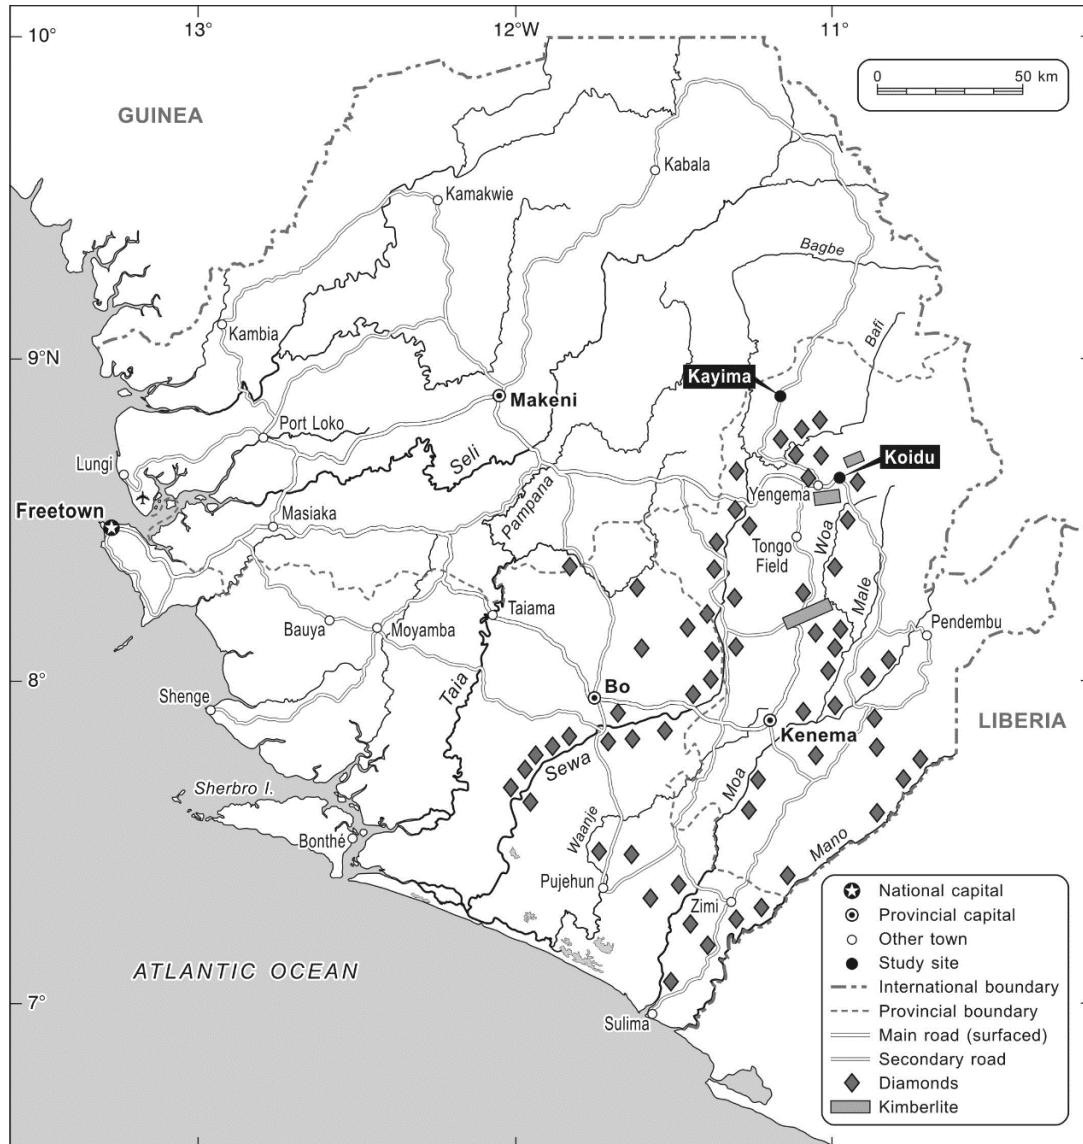 13°
12°W
11°
10°
0 50 km
GUINEA
Kabala
Kamakwie
Bagbe
Kambia
Bafi
9°N
Kayima
Makeni
Port Loko
Koidu
Lungi
Seli
Yengema
Pampana
Freetown
Masiaka
Woa
Tongo
Field
Male
Taiama
Pendembu
Bauya
Moyamba
8°
Bo
Taia
Shenge
LIBERIA
Kenema
Sewa
Moa
Sherbro I.
Mano
Waanje
Bonthé
Pujehun
Zimi
ATLANTIC OCEAN
7°
Sulima
National capital
Provincial capital
Other town
Study site
International boundary
Provincial boundary
Main road (surfaced)
Secondary road
Diamonds
Kimberlite